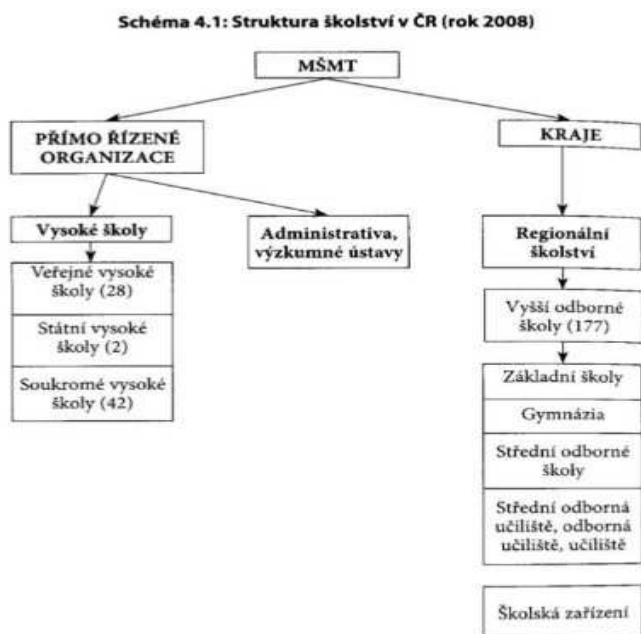 Schéma 4.1: Struktura školství v ČR (rok 2008)
MŠMT
PŘÍMO ŘÍZENÉ
ORGANIZACE
KRAJE
Vysoké školy
Administrativa,
výzkumné ústavy
Regionální
školství
Veřejné vysoké
školy (28)
Státní vysoké
školy (2)
Soukromé vysoké
školy (42)
Vyšší odborné
školy (177)
Základní školy
Gymnázia
Střední odborné
školy
Střední odborná
učiliště, odborná
učiliště, učiliště
Školská zařízení